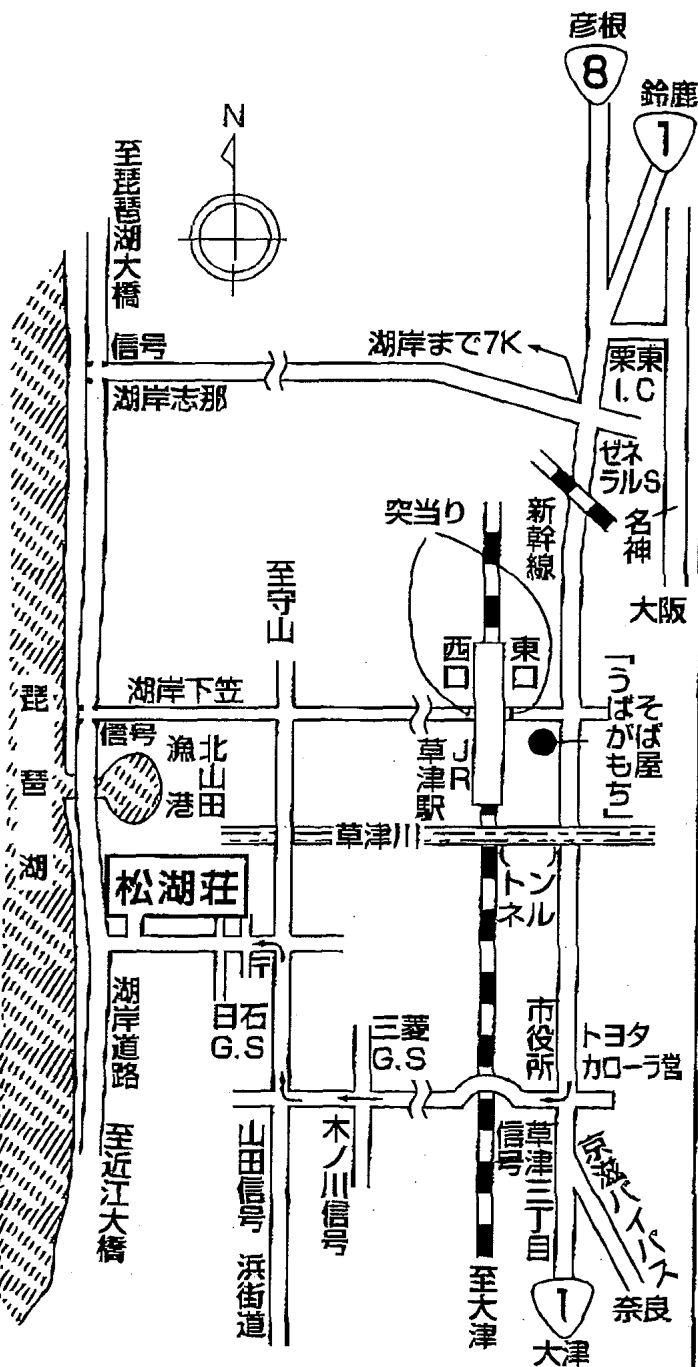 彦根
8
鈴鹿
1
N
至琵琶湖大橋
信号
湖岸志那
湖岸まで7K
栗東
I.C
ゼネ
ラルS
名神
大阪
新幹線
突当り
至守山
西口
東口
湖岸下笠
信号
北山田
漁港
JR
草津駅
そば屋
「うばがもち」
琵琶湖
草津川
トンネル
松湖荘
〒
日石
G.S
三菱
G.S
市役所
トヨタ
カローラ営
湖岸道路
至近江大橋
山田信号
浜街道
木ノ川信号
草津三丁目
信号
京滋バイパス
至大津
奈良
1
大津